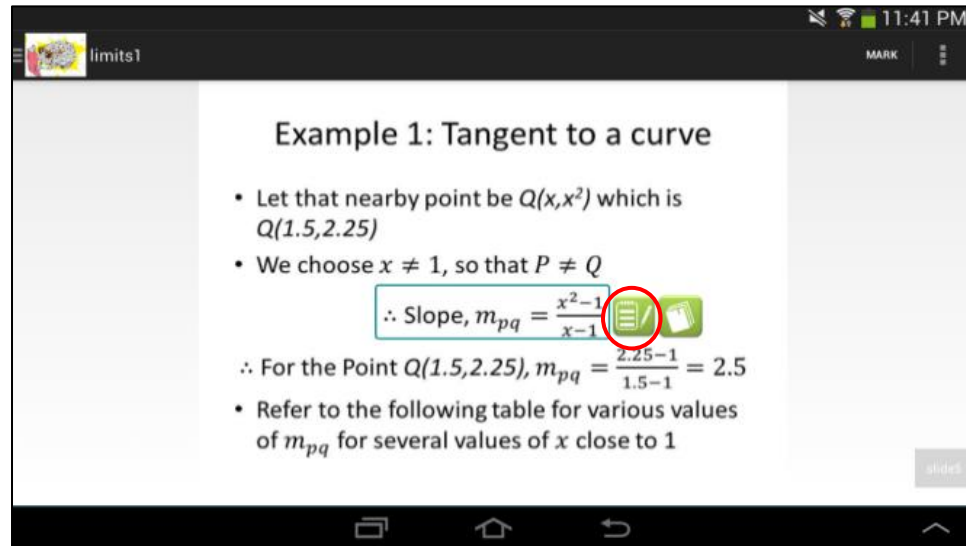 11:41 PM
limits1
MARK
Example 1: Tangent to a curve
• Let that nearby point be Q(x,x²) which is
Q(1.5,2.25)
• We choose x ≠ 1, so that P ≠ Q
∴ Slope, m_pq = (x²−1)/(x−1)
∴ For the Point Q(1.5,2.25), m_pq = (2.25−1)/(1.5−1) = 2.5
• Refer to the following table for various values
of m_pq for several values of x close to 1
slide5